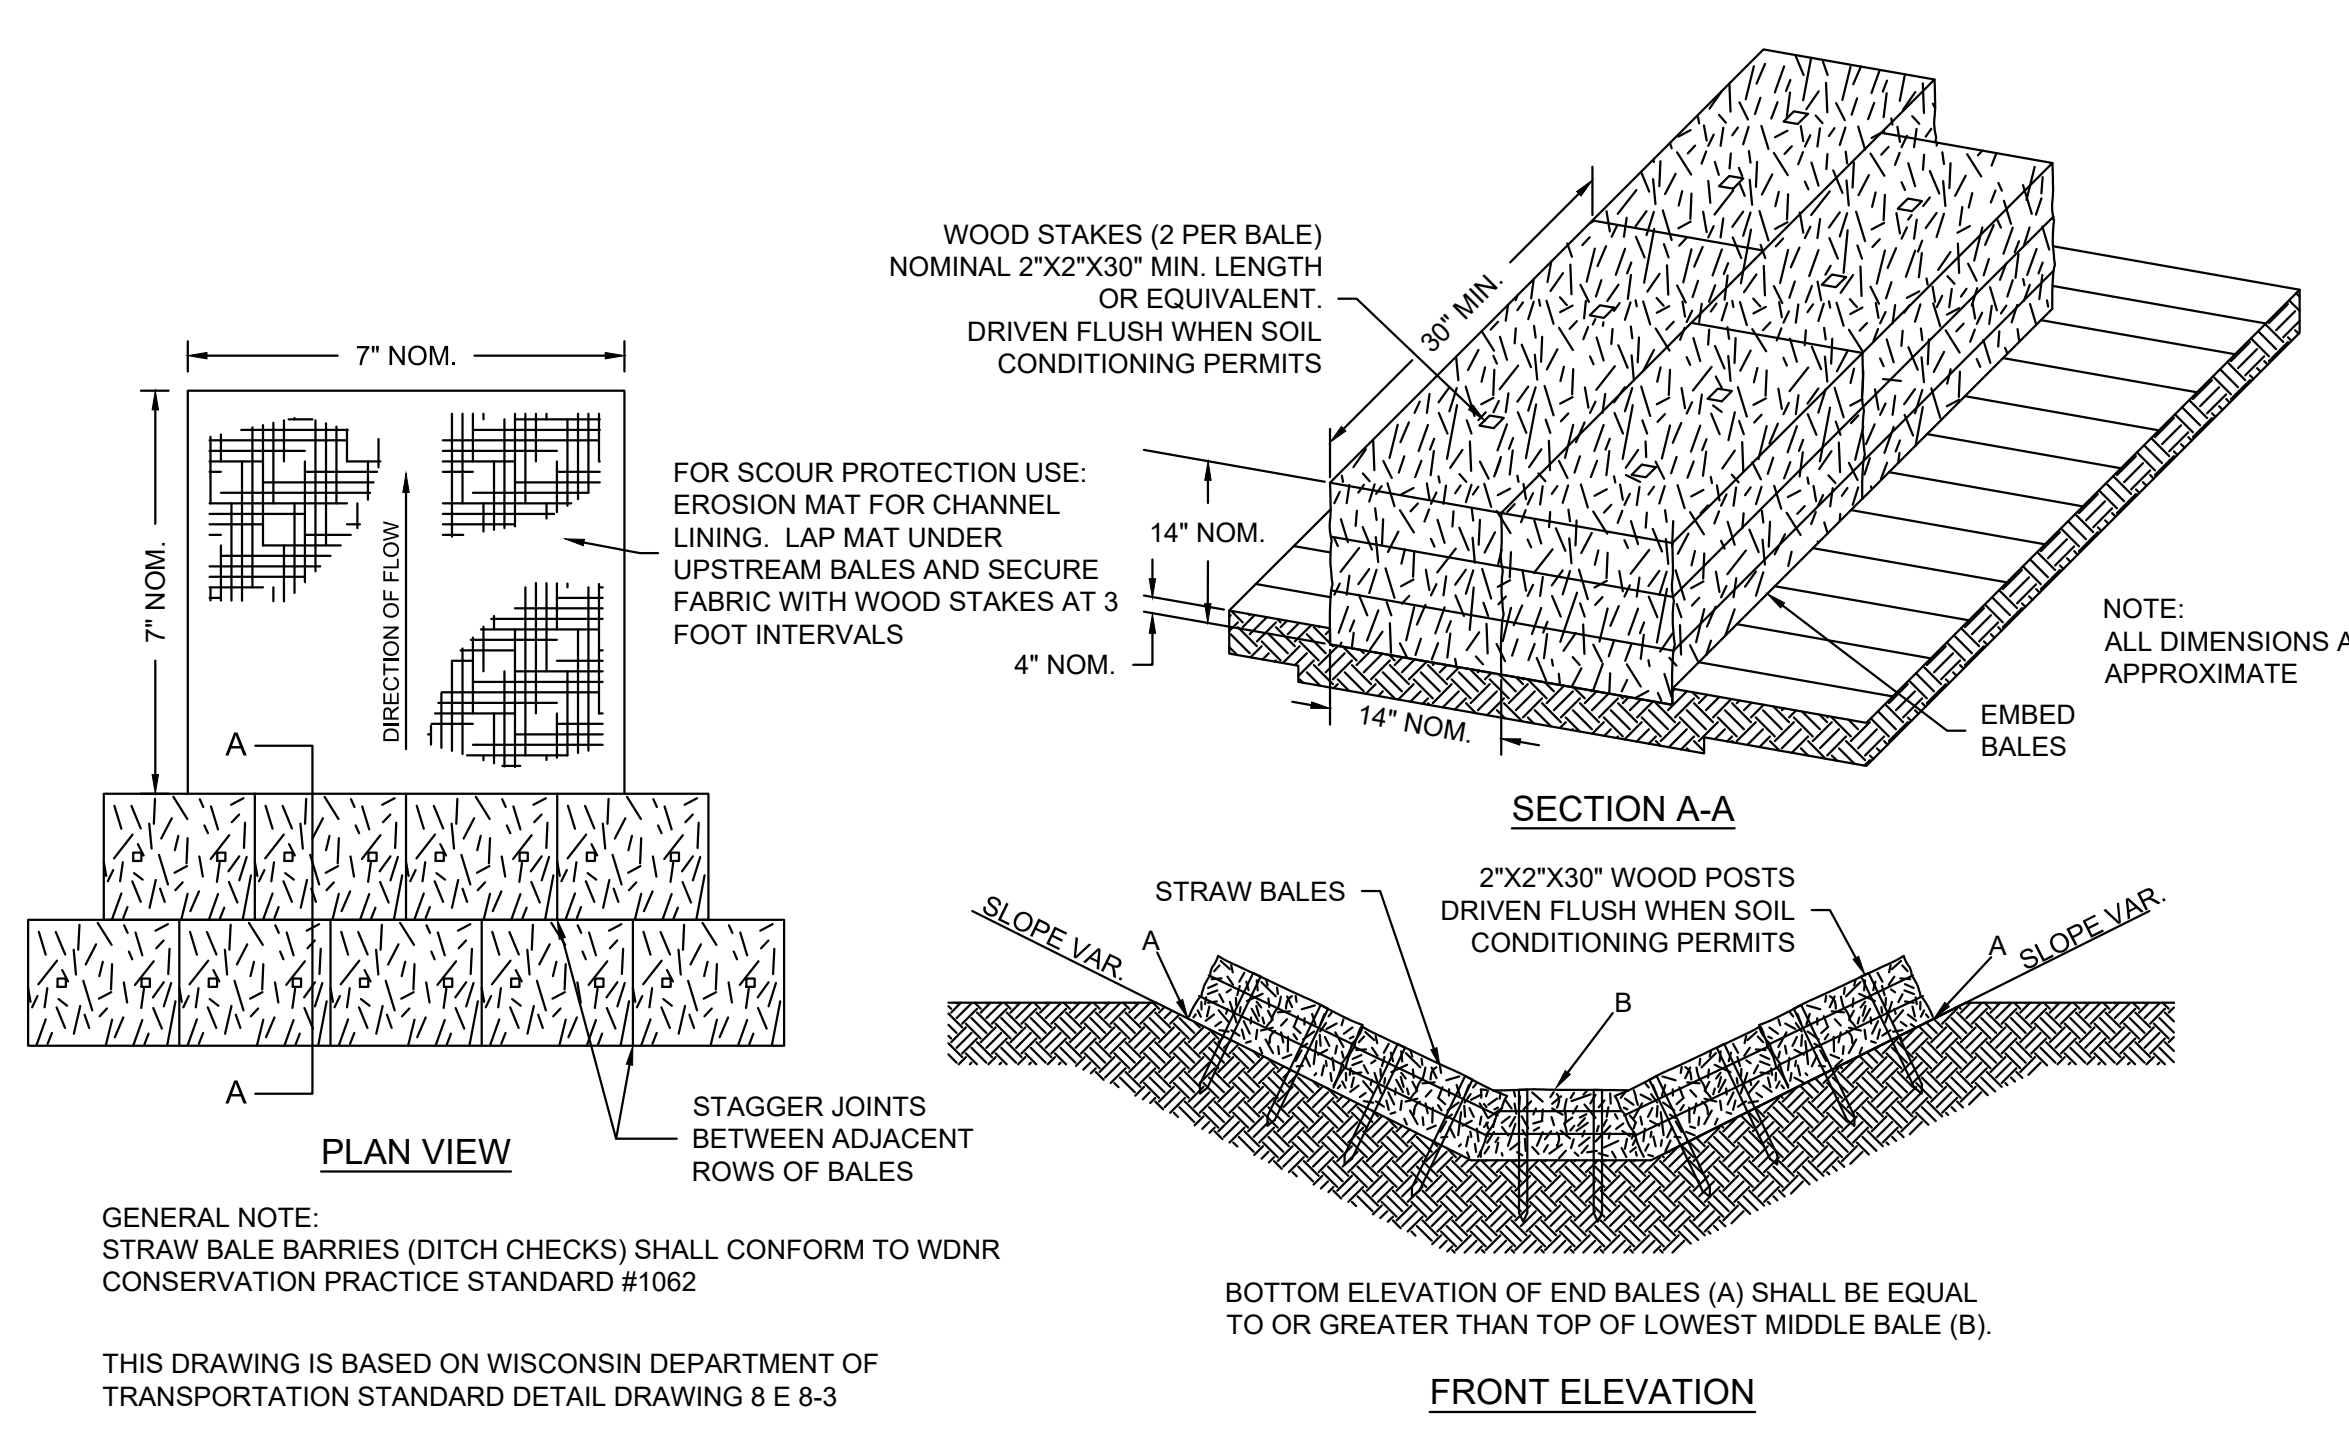 7" NOM.
7" NOM.
DIRECTION OF FLOW
FOR SCOUR PROTECTION USE:
EROSION MAT FOR CHANNEL
LINING. LAP MAT UNDER
UPSTREAM BALES AND SECURE
FABRIC WITH WOOD STAKES AT 3
FOOT INTERVALS
A
A
STAGGER JOINTS
BETWEEN ADJACENT
ROWS OF BALES
PLAN VIEW
GENERAL NOTE:
STRAW BALE BARRIES (DITCH CHECKS) SHALL CONFORM TO WDNR
CONSERVATION PRACTICE STANDARD #1062
THIS DRAWING IS BASED ON WISCONSIN DEPARTMENT OF
TRANSPORTATION STANDARD DETAIL DRAWING 8 E 8-3
WOOD STAKES (2 PER BALE)
NOMINAL 2"X2"X30" MIN. LENGTH
OR EQUIVALENT.
DRIVEN FLUSH WHEN SOIL
CONDITIONING PERMITS
30" MIN.
14" NOM.
4" NOM.
14" NOM.
NOTE:
ALL DIMENSIONS A
APPROXIMATE
EMBED
BALES
SECTION A-A
STRAW BALES
2"X2"X30" WOOD POSTS
DRIVEN FLUSH WHEN SOIL
CONDITIONING PERMITS
SLOPE VAR.
A
B
A
SLOPE VAR.
BOTTOM ELEVATION OF END BALES (A) SHALL BE EQUAL
TO OR GREATER THAN TOP OF LOWEST MIDDLE BALE (B).
FRONT ELEVATION